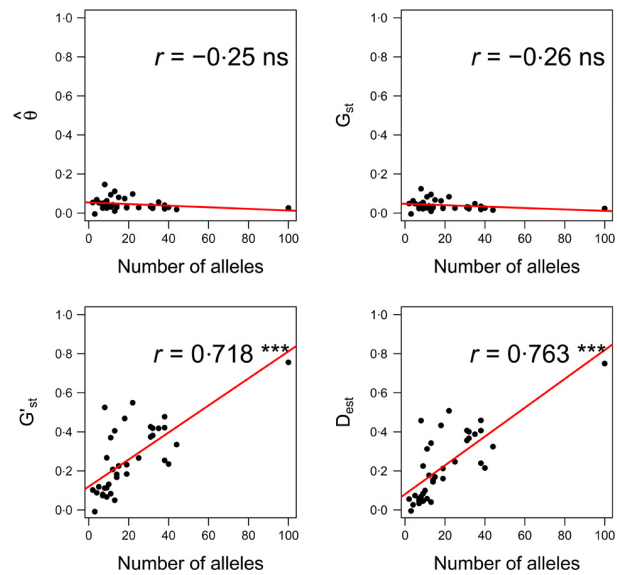 1·0
0·8
0·6
0·4
0·2
0·0
θ̂
r = −0·25 ns
0 20 40 60 80 100
Number of alleles
1·0
0·8
0·6
0·4
0·2
0·0
Gst
r = −0·26 ns
0 20 40 60 80 100
Number of alleles
1·0
0·8
0·6
0·4
0·2
0·0
G'st
r = 0·718 ***
0 20 40 60 80 100
Number of alleles
1·0
0·8
0·6
0·4
0·2
0·0
Dest
r = 0·763 ***
0 20 40 60 80 100
Number of alleles